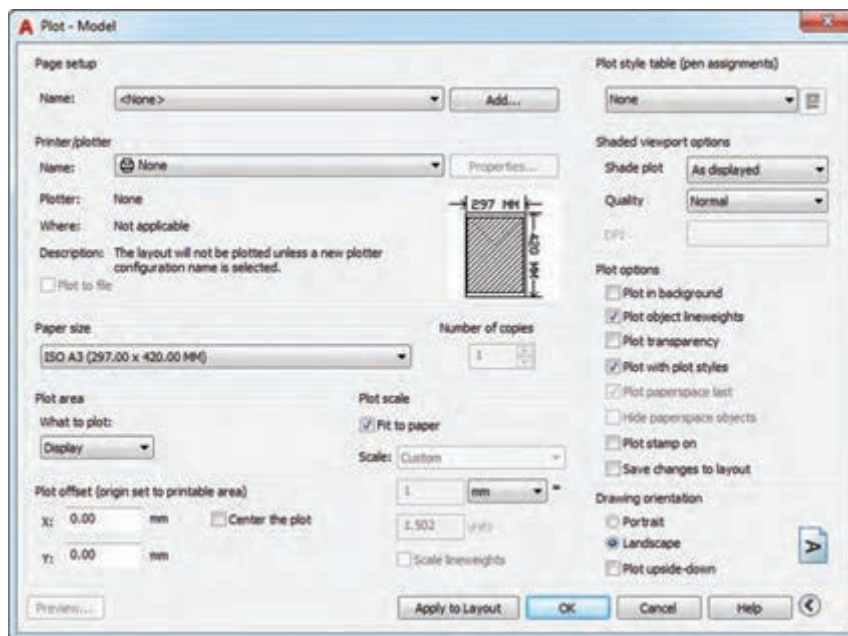 Plot - Model
Page setup
Name: <None> Add...
Printer/plotter
Name: None Properties...
Plotter: None
Where: Not applicable
Description: The layout will not be plotted unless a new plotter
configuration name is selected.
Plot to file
297 MM
420 MM
Paper size
ISO A3 (297.00 x 420.00 MM)
Number of copies
1
Plot area
What to plot:
Display
Plot offset (origin set to printable area)
X: 0.00 mm Center the plot
Y: 0.00 mm
Plot scale
Fit to paper
Scale: Custom
1 mm =
1.502 units
Scale lineweights
Plot style table (pen assignments)
None
Shaded viewport options
Shade plot As displayed
Quality Normal
DPI
Plot options
Plot in background
Plot object lineweights
Plot transparency
Plot with plot styles
Plot paperspace last
Hide paperspace objects
Plot stamp on
Save changes to layout
Drawing orientation
Portrait
Landscape
Plot upside-down
A
Preview... Apply to Layout OK Cancel Help